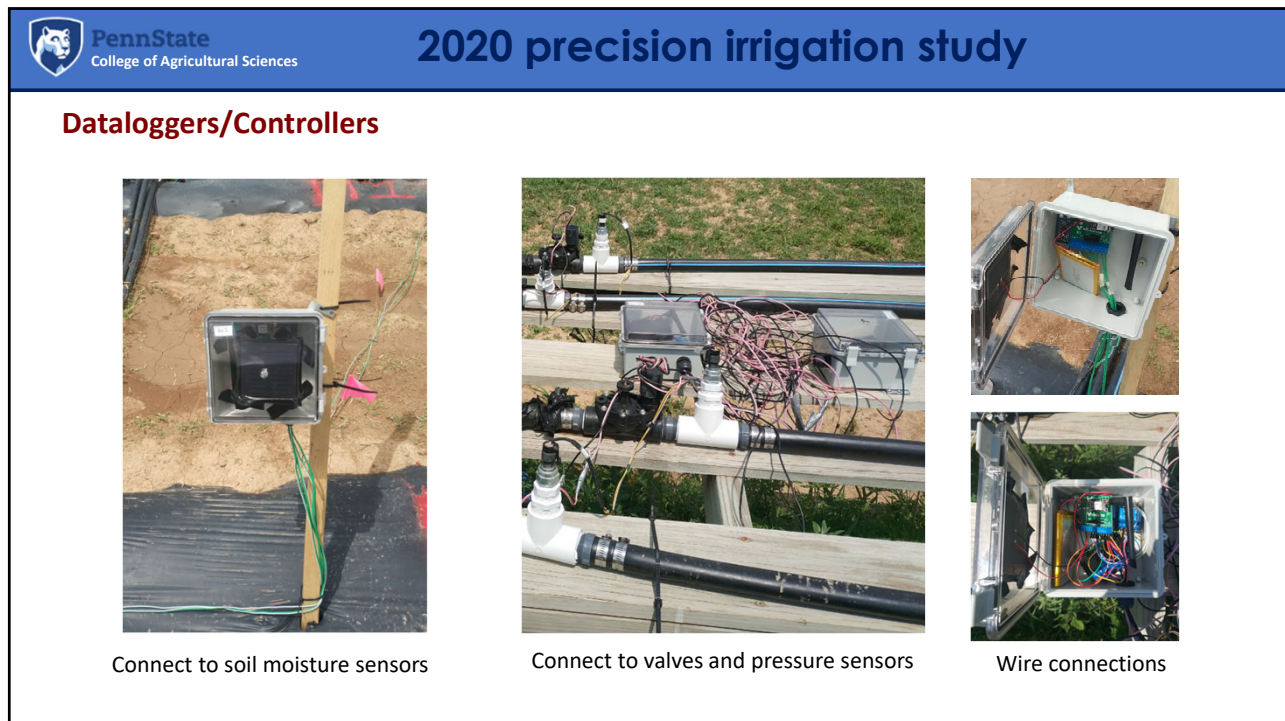 PennState
College of Agricultural Sciences
2020 precision irrigation study
Dataloggers/Controllers
Connect to soil moisture sensors
Connect to valves and pressure sensors
Wire connections